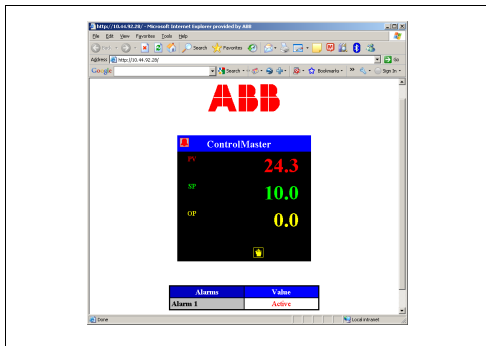 http://10.44.92.28/ - Microsoft Internet Explorer provided by ABB
File Edit View Favorites Tools Help
Back Search Favorites
Address http://10.44.92.28/ Go
Google Search Bookmarks Sign In
ABB
ControlMaster
PV 24.3
SP 10.0
OP 0.0
Alarms Value
Alarm 1 Active
Done Local intranet